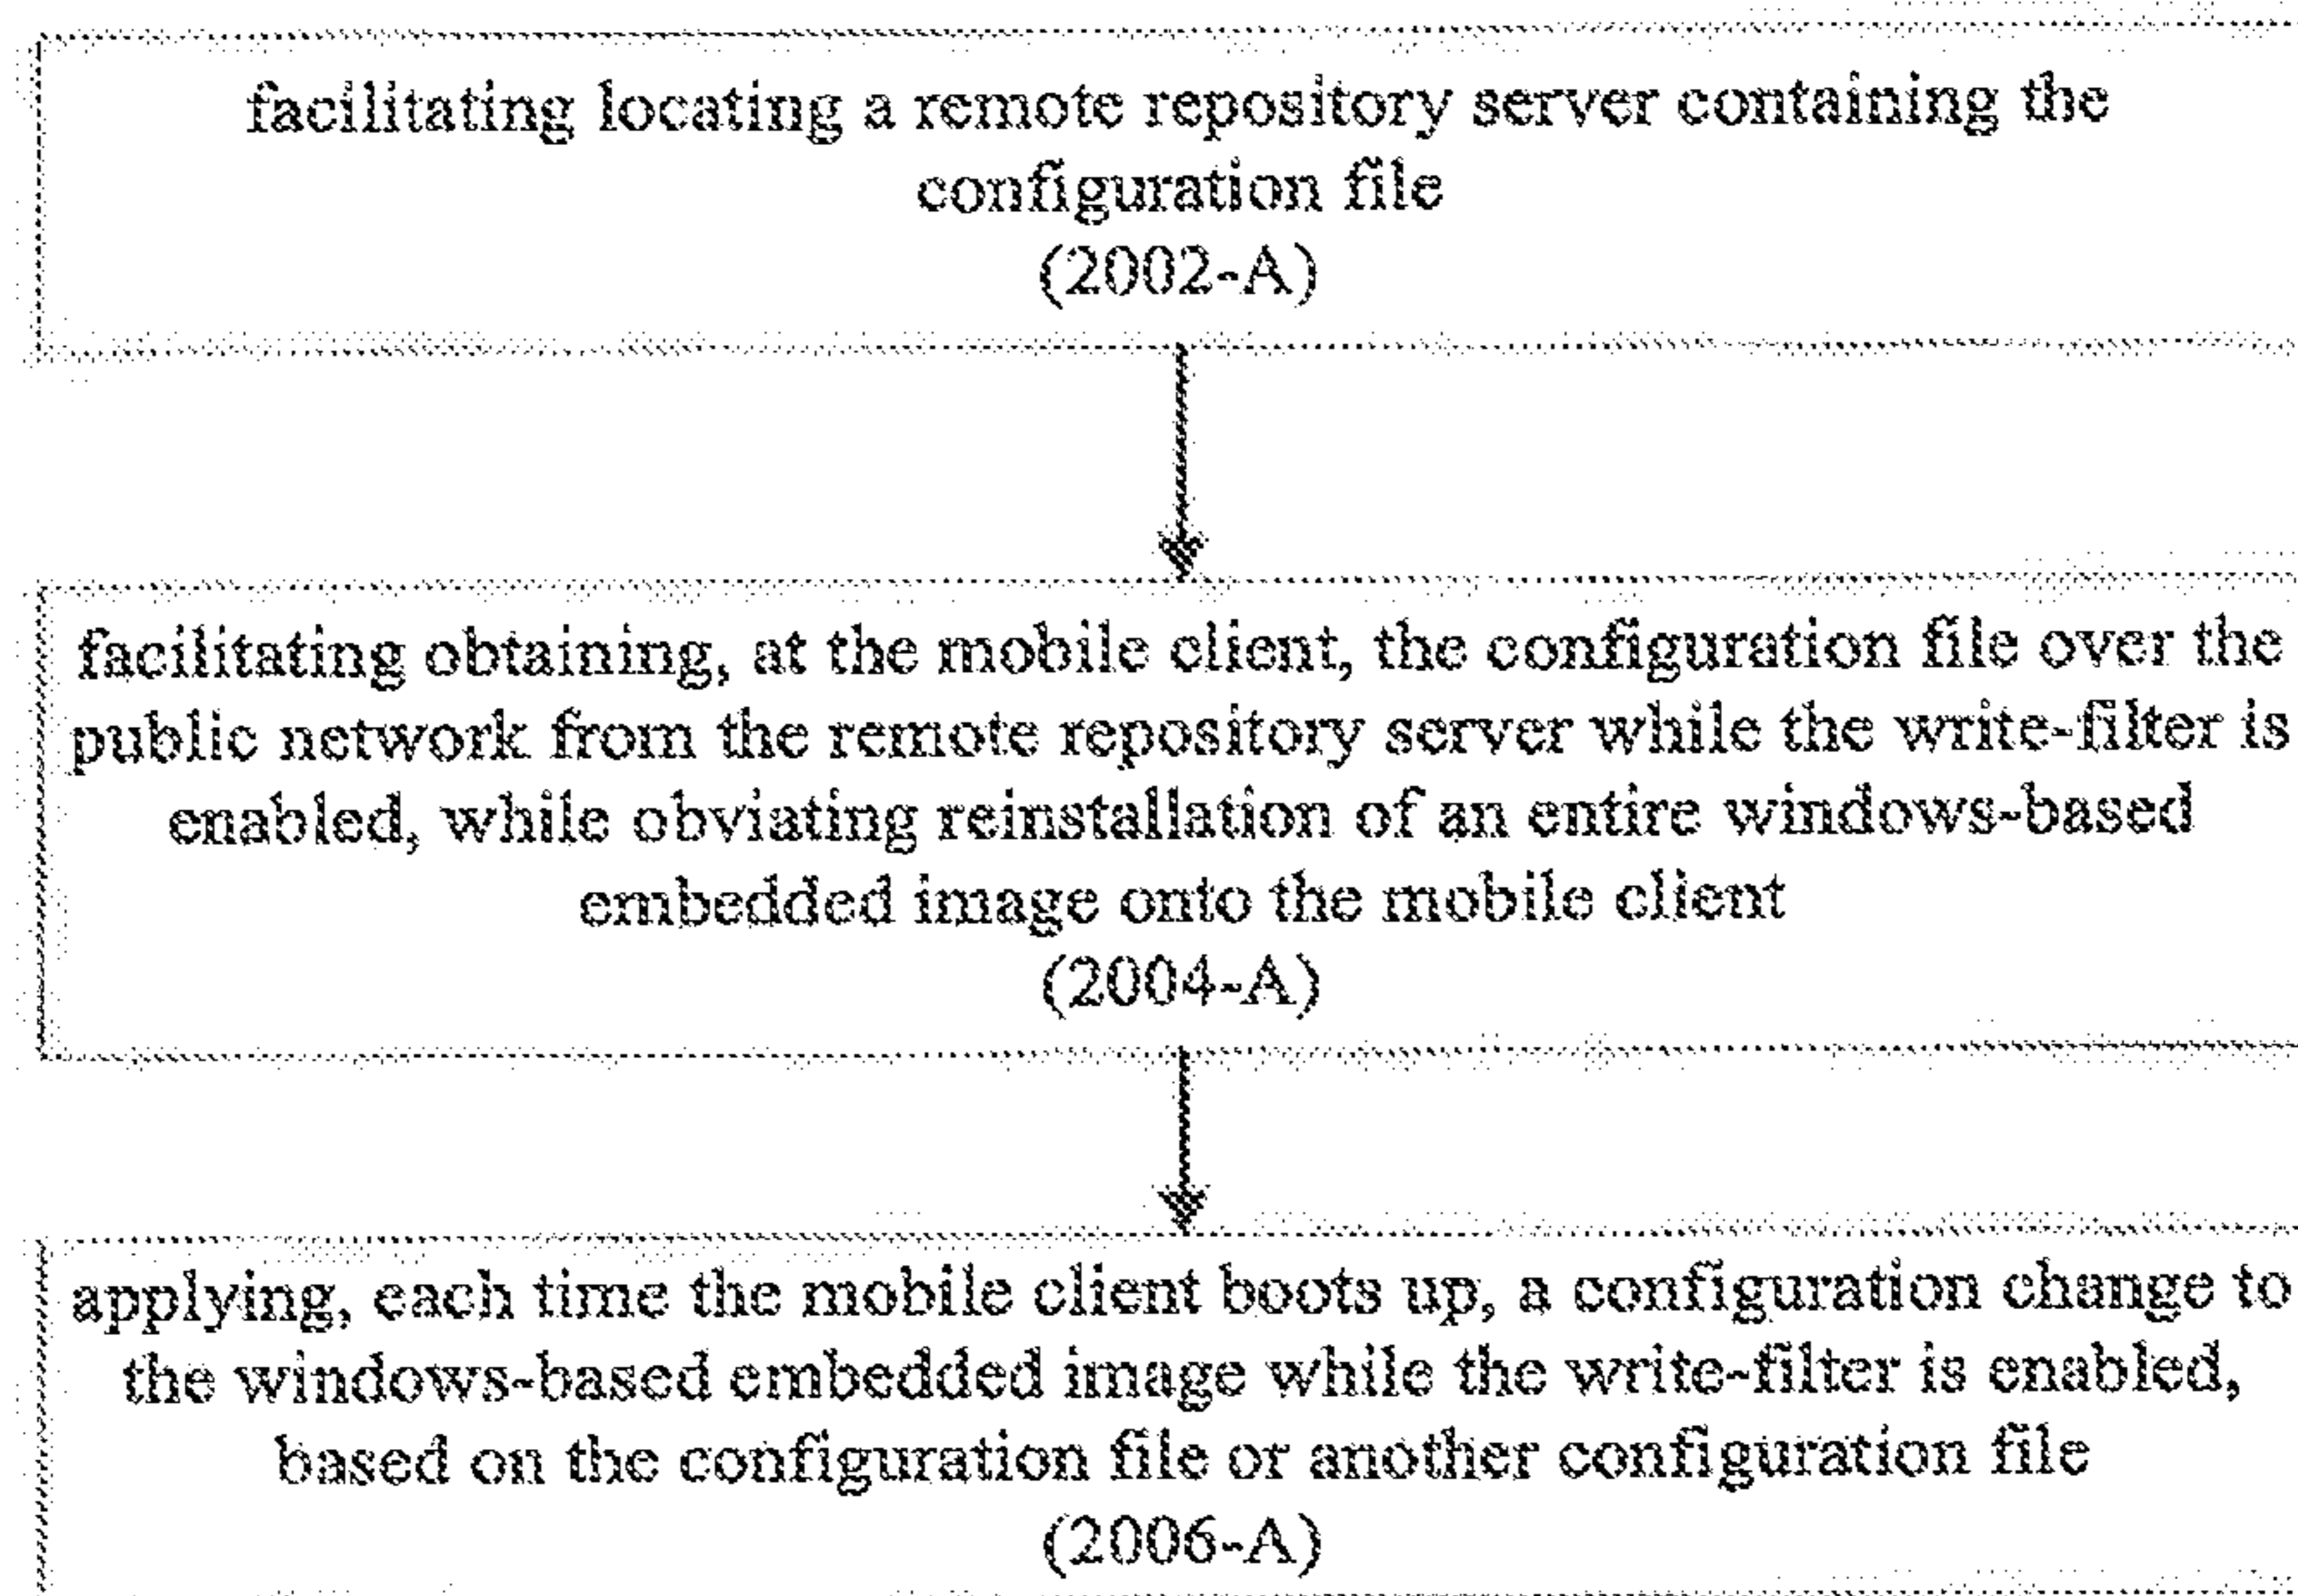 facilitating locating a remote repository server containing the
configuration file
(2002-A)
facilitating obtaining, at the mobile client, the configuration file over the
public network from the remote repository server while the write-filter is
enabled, while obviating reinstallation of an entire windows-based
embedded image onto the mobile client
(2004-A)
applying, each time the mobile client boots up, a configuration change to
the windows-based embedded image while the write-filter is enabled,
based on the configuration file or another configuration file
(2006-A)